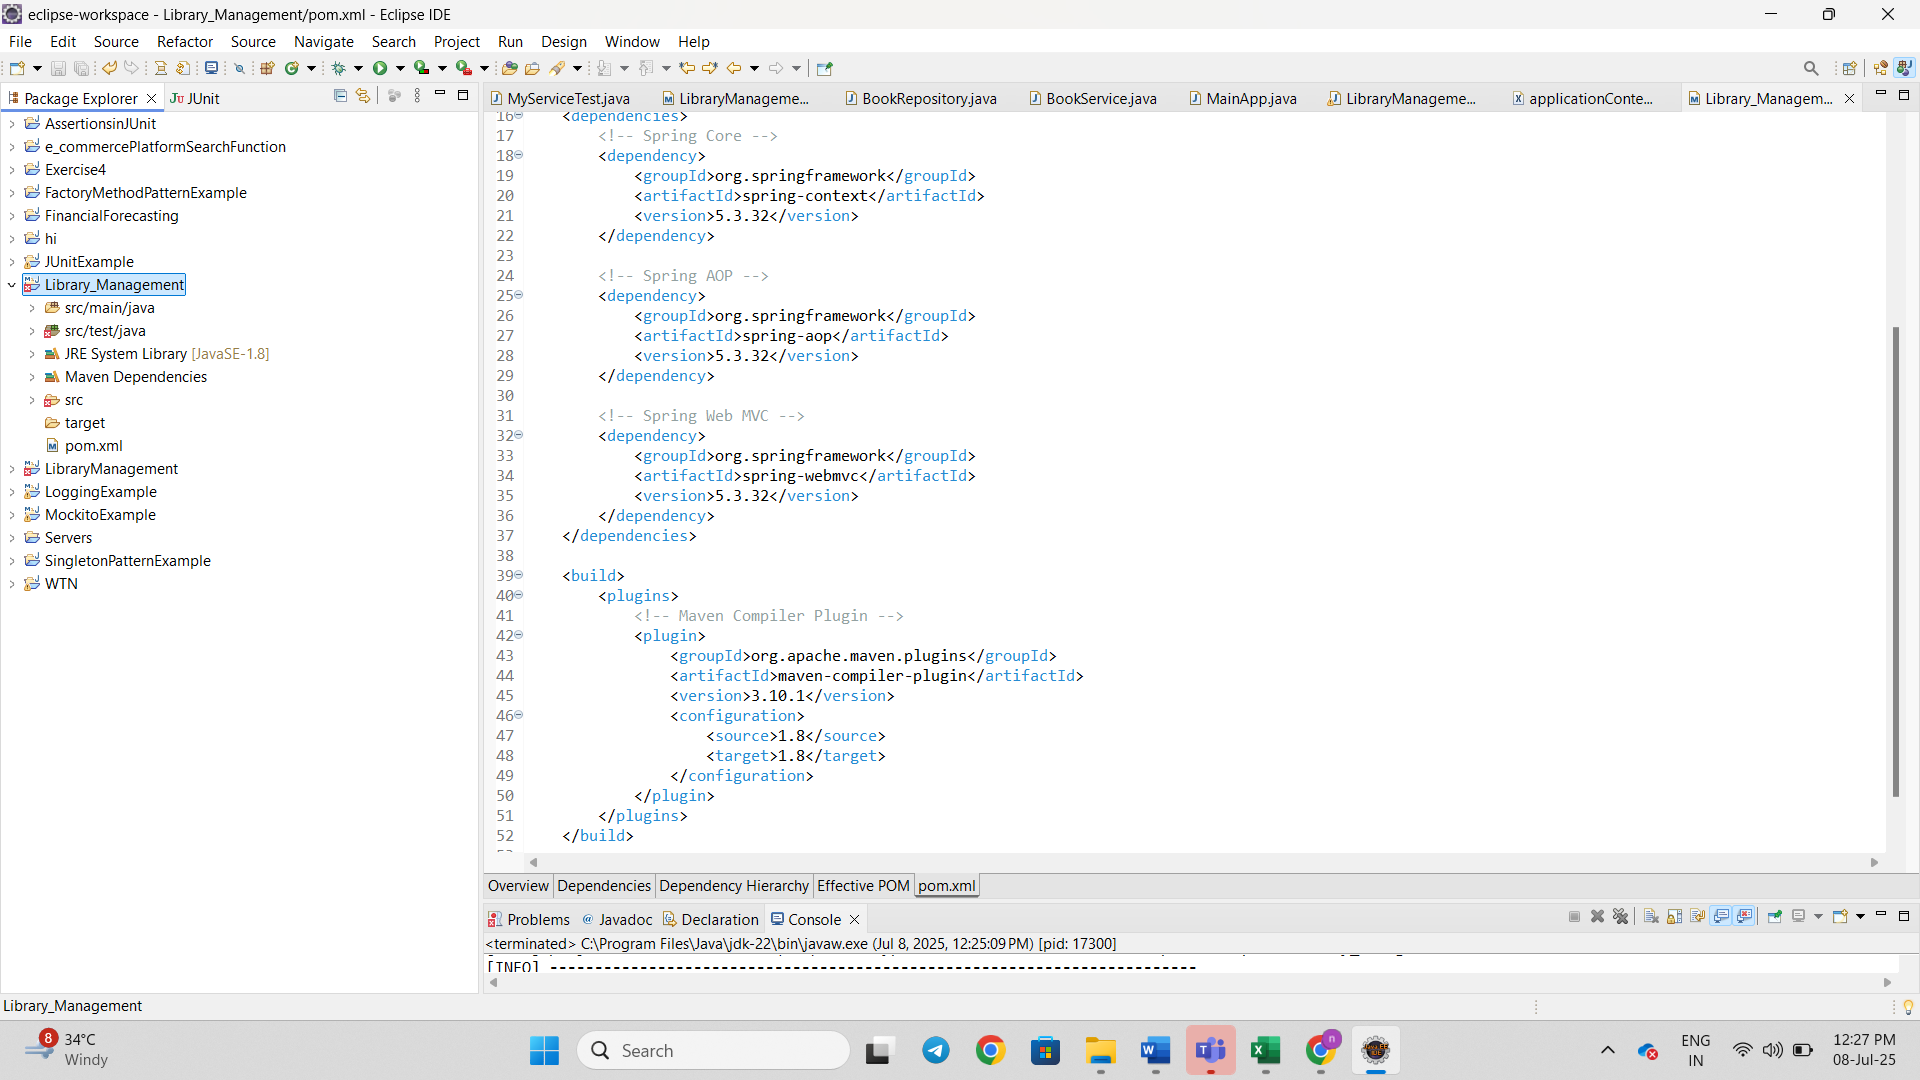 eclipse-workspace - Library_Management/pom.xml - Eclipse IDE
File Edit Source Refactor Source Navigate Search Project Run Design Window Help
Package Explorer JUnit
MyServiceTest.java LibraryManageme... BookRepository.java BookService.java MainApp.java LibraryManageme... applicationConte... Library_Managem...
AssertionsinJUnit
e_commercePlatformSearchFunction
Exercise4
FactoryMethodPatternExample
FinancialForecasting
hi
JUnitExample
Library_Management
src/main/java
src/test/java
JRE System Library [JavaSE-1.8]
Maven Dependencies
src
target
pom.xml
LibraryManagement
LoggingExample
MockitoExample
Servers
SingletonPatternExample
WTN
16 <dependencies>
17 <!-- Spring Core -->
18 <dependency>
19 <groupId>org.springframework</groupId>
20 <artifactId>spring-context</artifactId>
21 <version>5.3.32</version>
22 </dependency>
23
24 <!-- Spring AOP -->
25 <dependency>
26 <groupId>org.springframework</groupId>
27 <artifactId>spring-aop</artifactId>
28 <version>5.3.32</version>
29 </dependency>
30
31 <!-- Spring Web MVC -->
32 <dependency>
33 <groupId>org.springframework</groupId>
34 <artifactId>spring-webmvc</artifactId>
35 <version>5.3.32</version>
36 </dependency>
37 </dependencies>
38
39 <build>
40 <plugins>
41 <!-- Maven Compiler Plugin -->
42 <plugin>
43 <groupId>org.apache.maven.plugins</groupId>
44 <artifactId>maven-compiler-plugin</artifactId>
45 <version>3.10.1</version>
46 <configuration>
47 <source>1.8</source>
48 <target>1.8</target>
49 </configuration>
50 </plugin>
51 </plugins>
52 </build>
Overview Dependencies Dependency Hierarchy Effective POM pom.xml
Problems Javadoc Declaration Console
<terminated> C:\Program Files\Java\jdk-22\bin\javaw.exe (Jul 8, 2025, 12:25:09 PM) [pid: 17300]
[INFO] ------------------------------------------------------------------------
Library_Management
8
34°C
Windy
Search
ENG
IN
12:27 PM
08-Jul-25